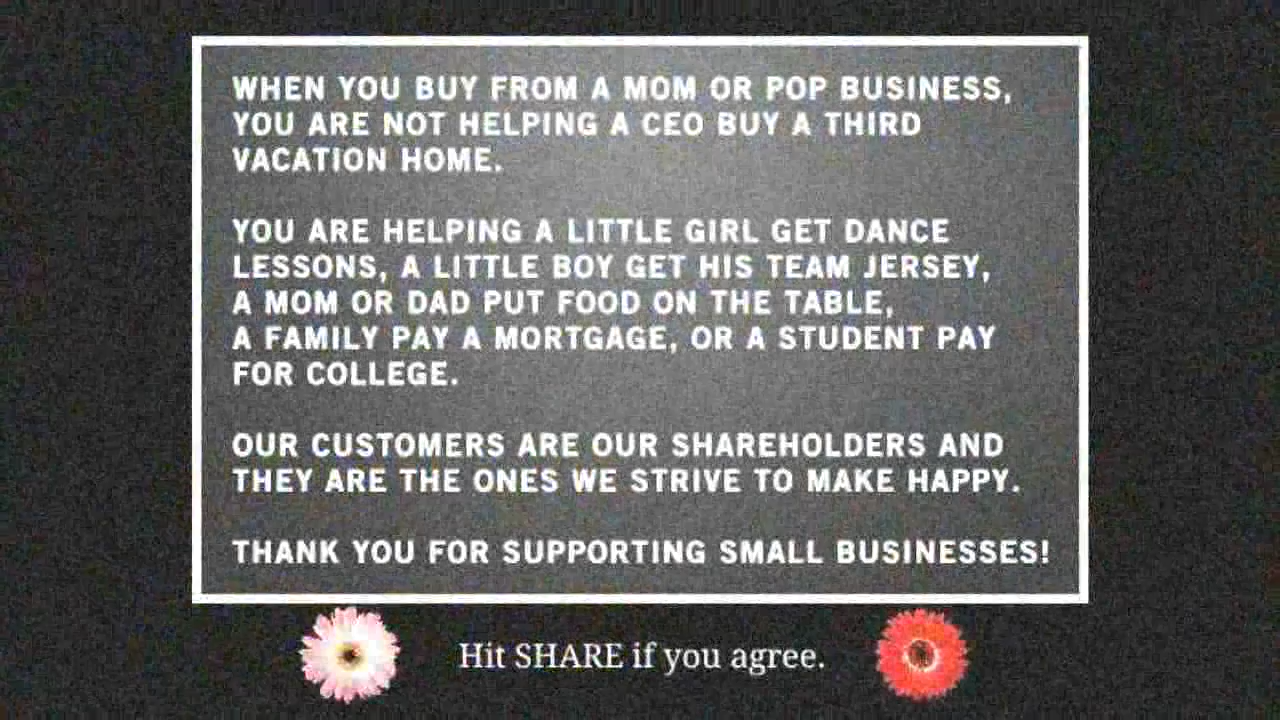 WHEN YOU BUY FROM A MOM OR POP BUSINESS,
YOU ARE NOT HELPING A CEO BUY A THIRD
VACATION HOME.
YOU ARE HELPING A LITTLE GIRL GET DANCE
LESSONS, A LITTLE BOY GET HIS TEAM JERSEY,
A MOM OR DAD PUT FOOD ON THE TABLE,
A FAMILY PAY A MORTGAGE, OR A STUDENT PAY
FOR COLLEGE.
OUR CUSTOMERS ARE OUR SHAREHOLDERS AND
THEY ARE THE ONES WE STRIVE TO MAKE HAPPY.
THANK YOU FOR SUPPORTING SMALL BUSINESSES!
Hit SHARE if you agree.